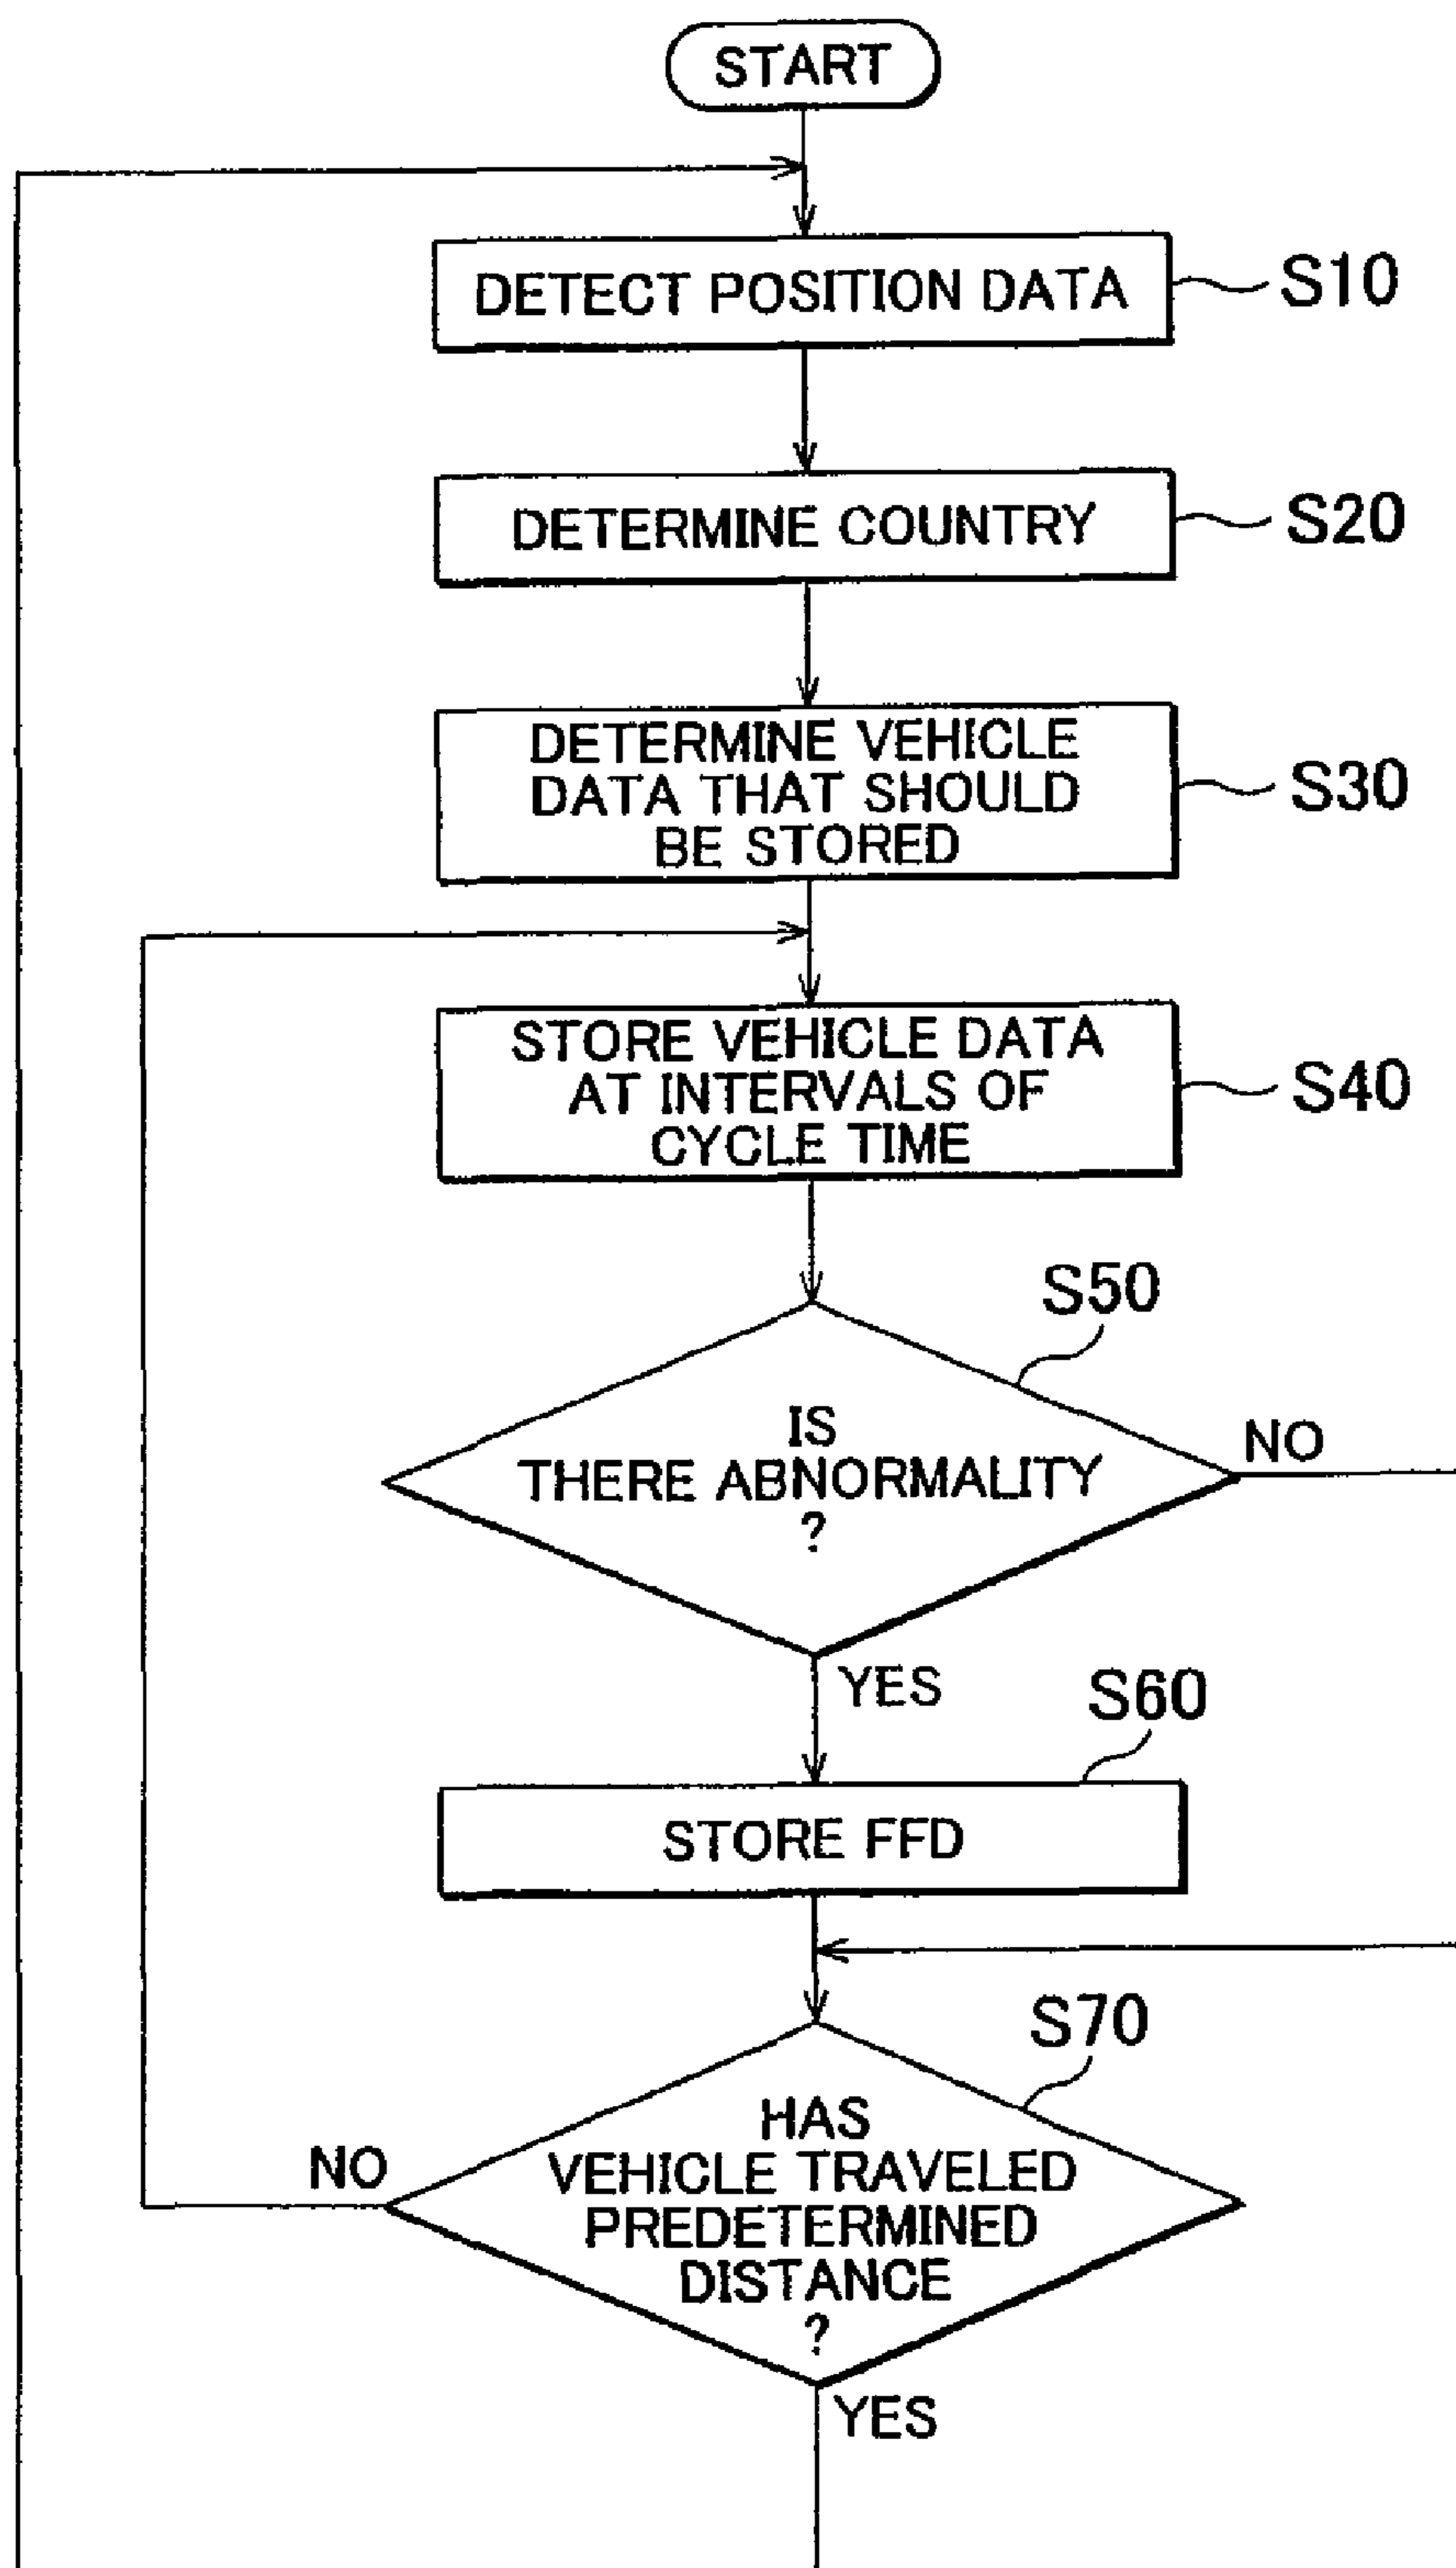 START
DETECT POSITION DATA
S10
DETERMINE COUNTRY
S20
DETERMINE VEHICLE
DATA THAT SHOULD
BE STORED
S30
STORE VEHICLE DATA
AT INTERVALS OF
CYCLE TIME
S40
S50
IS
THERE ABNORMALITY
?
NO
YES
S60
STORE FFD
S70
HAS
VEHICLE TRAVELED
PREDETERMINED
DISTANCE
?
NO
YES